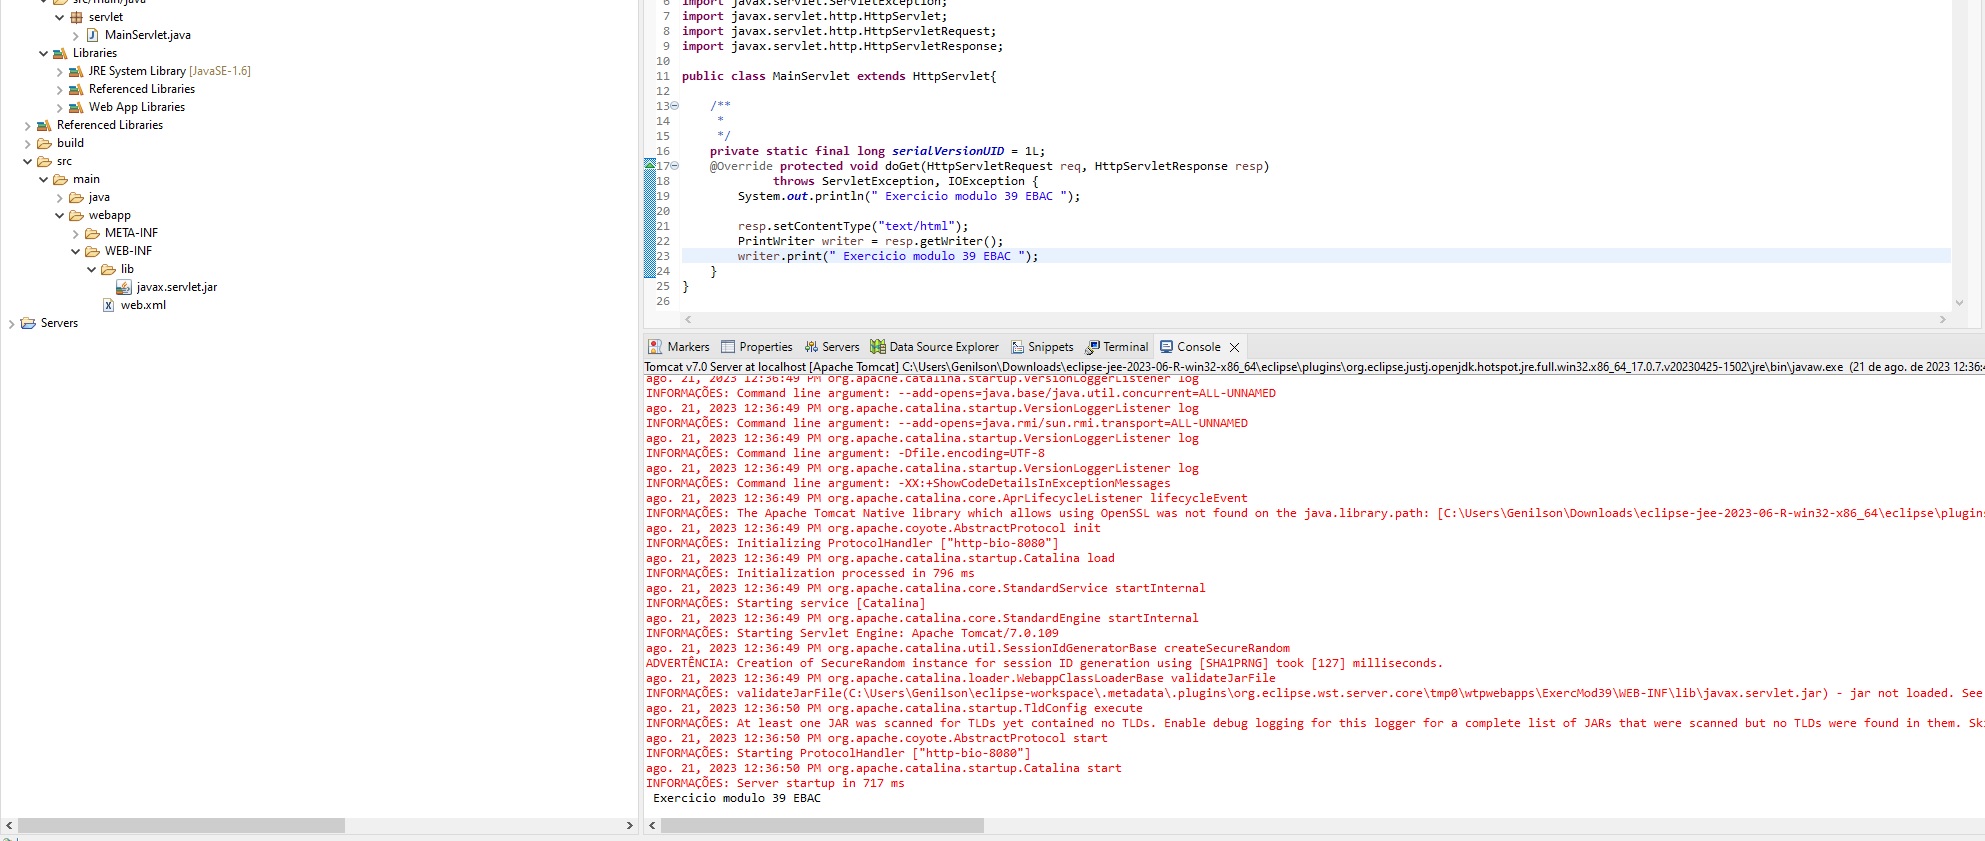 src/main/java
servlet
MainServlet.java
Libraries
JRE System Library [JavaSE-1.6]
Referenced Libraries
Web App Libraries
Referenced Libraries
build
src
main
java
webapp
META-INF
WEB-INF
lib
javax.servlet.jar
web.xml
Servers
6 import javax.servlet.ServletException;
7 import javax.servlet.http.HttpServlet;
8 import javax.servlet.http.HttpServletRequest;
9 import javax.servlet.http.HttpServletResponse;
10
11 public class MainServlet extends HttpServlet{
12
13 /**
14 *
15 */
16 private static final long serialVersionUID = 1L;
17 @Override protected void doGet(HttpServletRequest req, HttpServletResponse resp)
18 throws ServletException, IOException {
19 System.out.println(" Exercicio modulo 39 EBAC ");
20
21 resp.setContentType("text/html");
22 PrintWriter writer = resp.getWriter();
23 writer.print(" Exercicio modulo 39 EBAC ");
24 }
25 }
26
Markers Properties Servers Data Source Explorer Snippets Terminal Console
Tomcat v7.0 Server at localhost [Apache Tomcat] C:\Users\Genilson\Downloads\eclipse-jee-2023-06-R-win32-x86_64\eclipse\plugins\org.eclipse.justj.openjdk.hotspot.jre.full.win32.x86_64_17.0.7.v20230425-1502\jre\bin\javaw.exe (21 de ago. de 2023 12:36:4
ago. 21, 2023 12:36:49 PM org.apache.catalina.startup.VersionLoggerListener log
INFORMAÇÕES: Command line argument: --add-opens=java.base/java.util.concurrent=ALL-UNNAMED
ago. 21, 2023 12:36:49 PM org.apache.catalina.startup.VersionLoggerListener log
INFORMAÇÕES: Command line argument: --add-opens=java.rmi/sun.rmi.transport=ALL-UNNAMED
ago. 21, 2023 12:36:49 PM org.apache.catalina.startup.VersionLoggerListener log
INFORMAÇÕES: Command line argument: -Dfile.encoding=UTF-8
ago. 21, 2023 12:36:49 PM org.apache.catalina.startup.VersionLoggerListener log
INFORMAÇÕES: Command line argument: -XX:+ShowCodeDetailsInExceptionMessages
ago. 21, 2023 12:36:49 PM org.apache.catalina.core.AprLifecycleListener lifecycleEvent
INFORMAÇÕES: The Apache Tomcat Native library which allows using OpenSSL was not found on the java.library.path: [C:\Users\Genilson\Downloads\eclipse-jee-2023-06-R-win32-x86_64\eclipse\plugins
ago. 21, 2023 12:36:49 PM org.apache.coyote.AbstractProtocol init
INFORMAÇÕES: Initializing ProtocolHandler ["http-bio-8080"]
ago. 21, 2023 12:36:49 PM org.apache.catalina.startup.Catalina load
INFORMAÇÕES: Initialization processed in 796 ms
ago. 21, 2023 12:36:49 PM org.apache.catalina.core.StandardService startInternal
INFORMAÇÕES: Starting service [Catalina]
ago. 21, 2023 12:36:49 PM org.apache.catalina.core.StandardEngine startInternal
INFORMAÇÕES: Starting Servlet Engine: Apache Tomcat/7.0.109
ago. 21, 2023 12:36:49 PM org.apache.catalina.util.SessionIdGeneratorBase createSecureRandom
ADVERTÊNCIA: Creation of SecureRandom instance for session ID generation using [SHA1PRNG] took [127] milliseconds.
ago. 21, 2023 12:36:49 PM org.apache.catalina.loader.WebappClassLoaderBase validateJarFile
INFORMAÇÕES: validateJarFile(C:\Users\Genilson\eclipse-workspace\.metadata\.plugins\org.eclipse.wst.server.core\tmp0\wtpwebapps\ExercMod39\WEB-INF\lib\javax.servlet.jar) - jar not loaded. See
ago. 21, 2023 12:36:50 PM org.apache.catalina.startup.TldConfig execute
INFORMAÇÕES: At least one JAR was scanned for TLDs yet contained no TLDs. Enable debug logging for this logger for a complete list of JARs that were scanned but no TLDs were found in them. Sk
ago. 21, 2023 12:36:50 PM org.apache.coyote.AbstractProtocol start
INFORMAÇÕES: Starting ProtocolHandler ["http-bio-8080"]
ago. 21, 2023 12:36:50 PM org.apache.catalina.startup.Catalina start
INFORMAÇÕES: Server startup in 717 ms
Exercicio modulo 39 EBAC